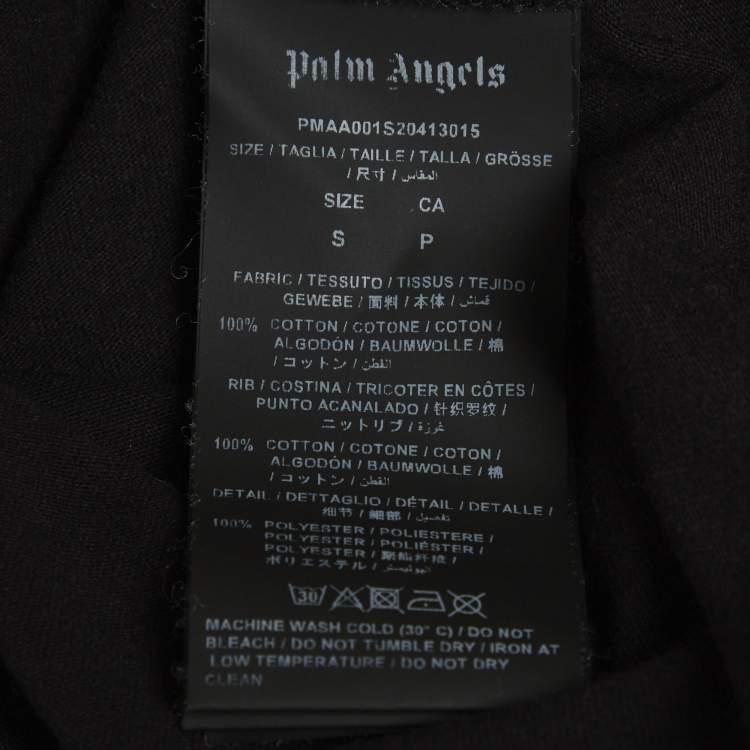 Palm Angels
PMAA001S20413015
SIZE / TAGLIA / TAILLE / TALLA / GRÖSSE
/ 尺寸 / المقاس
SIZE CA
S P
FABRIC / TESSUTO / TISSUS / TEJIDO /
GEWEBE / 面料 / 本体 / قماش
100% COTTON / COTONE / COTON /
ALGODÓN / BAUMWOLLE / 棉
/ コットン / القطن
RIB / COSTINA / TRICOTER EN CÔTES /
PUNTO ACANALADO / 针织罗纹 /
ニットリブ / غرزة
100% COTTON / COTONE / COTON /
ALGODÓN / BAUMWOLLE / 棉
/ コットン / القطن
DETAIL / DETTAGLIO / DÉTAIL / DETALLE /
细节 / 細部 / تفصيل
100% POLYESTER / POLIESTERE /
POLYESTER / POLIÉSTER /
POLYESTER / 聚酯纤维 /
ポリエステル / البوليستر
30
MACHINE WASH COLD (30° C) / DO NOT
BLEACH / DO NOT TUMBLE DRY / IRON AT
LOW TEMPERATURE / DO NOT DRY
CLEAN